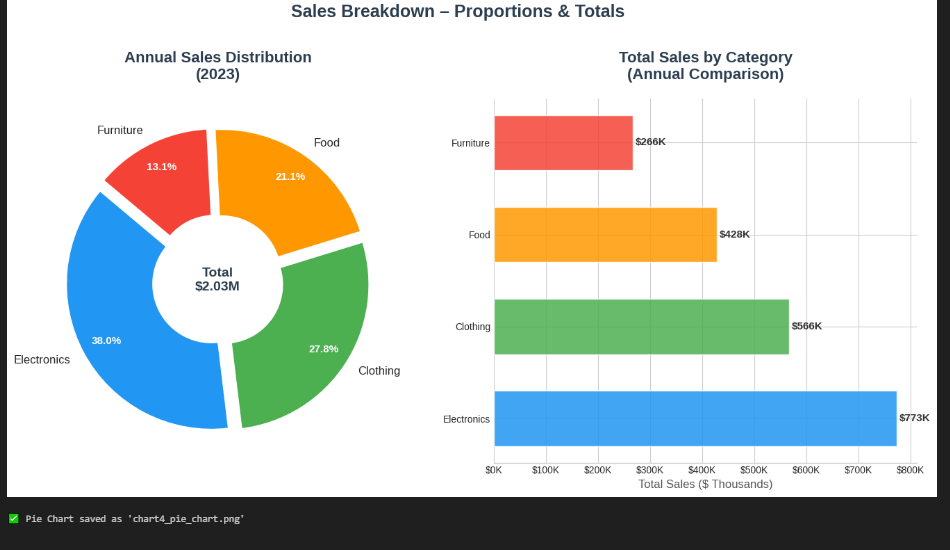 Sales Breakdown – Proportions & Totals
Annual Sales Distribution
(2023)
Furniture
Food
13.1%
21.1%
Total
$2.03M
38.0%
27.8%
Electronics
Clothing
Total Sales by Category
(Annual Comparison)
Furniture
$266K
Food
$428K
Clothing
$566K
Electronics
$773K
$0K $100K $200K $300K $400K $500K $600K $700K $800K
Total Sales ($ Thousands)
✅ Pie Chart saved as 'chart4_pie_chart.png'